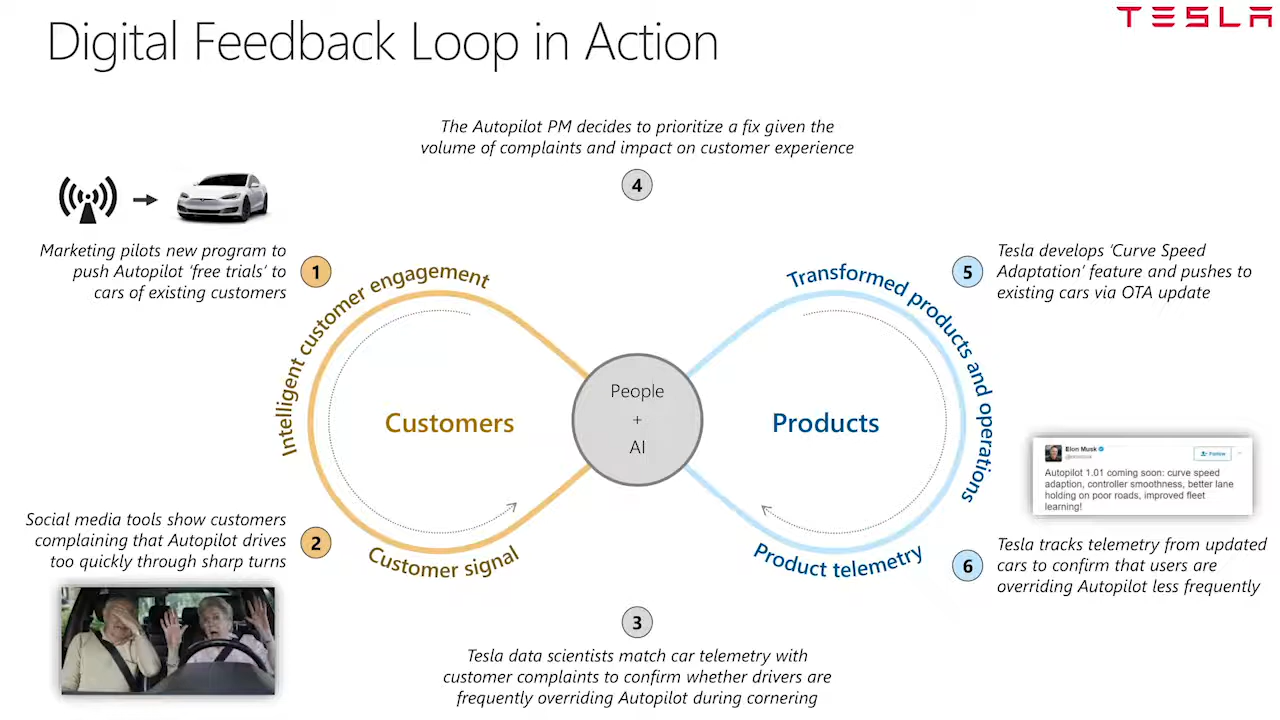 TESLA
Digital Feedback Loop in Action
The Autopilot PM decides to prioritize a fix given the
volume of complaints and impact on customer experience
4
Marketing pilots new program to
push Autopilot ‘free trials’ to
cars of existing customers
1
Intelligent customer engagement
Transformed products and operations
5
Tesla develops ‘Curve Speed
Adaptation’ feature and pushes to
existing cars via OTA update
Customers
People
+
AI
Products
Elon Musk
Follow
Autopilot 1.01 coming soon: curve speed
adaption, controller smoothness, better lane
holding on poor roads, improved fleet
learning!
Social media tools show customers
complaining that Autopilot drives
too quickly through sharp turns
2
Customer signal
Product telemetry
6
Tesla tracks telemetry from updated
cars to confirm that users are
overriding Autopilot less frequently
3
Tesla data scientists match car telemetry with
customer complaints to confirm whether drivers are
frequently overriding Autopilot during cornering